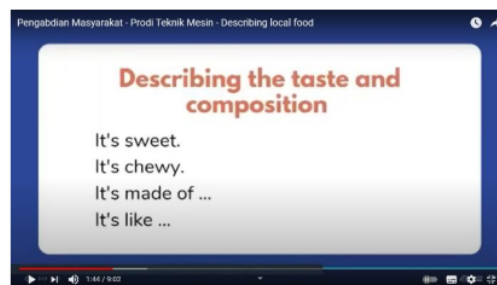 Pengabdian Masyarakat - Prodi Teknik Mesin - Describing local food
Describing the taste and
composition
It's sweet.
It's chewy.
It's made of ...
It's like ...
1:44 / 9:02